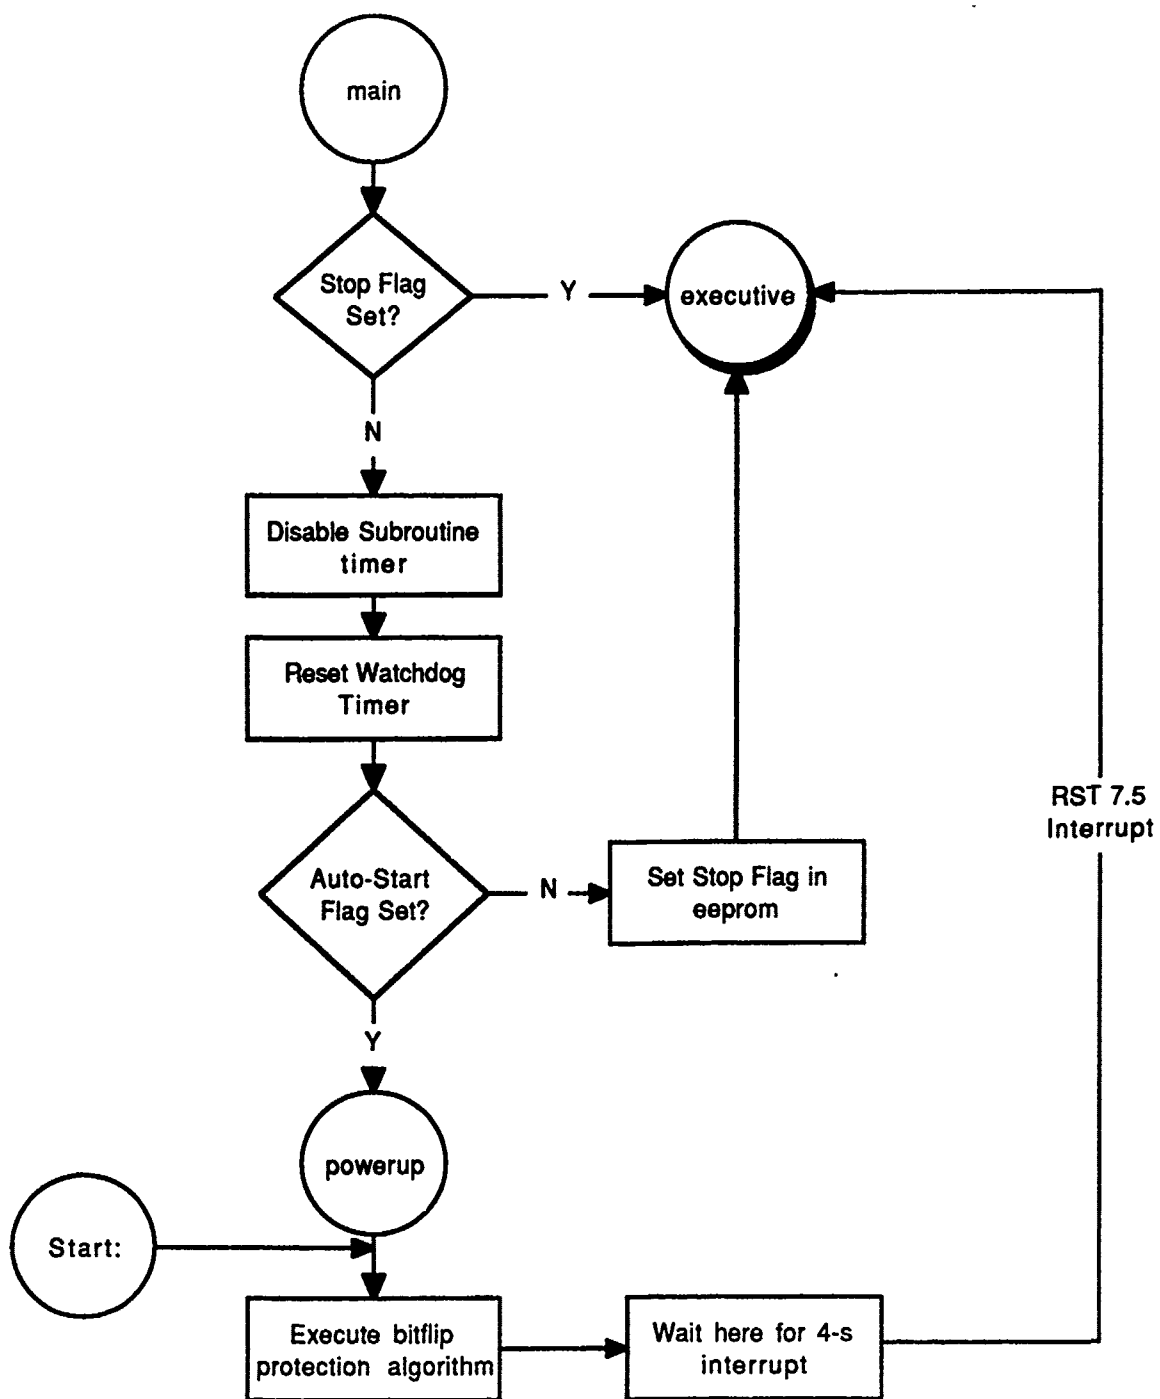 main
Stop Flag
Set?
Y
executive
N
Disable Subroutine
timer
Reset Watchdog
Timer
RST 7.5
Interrupt
Auto-Start
Flag Set?
N
Set Stop Flag in
eeprom
Y
powerup
Start:
Execute bitflip
protection algorithm
Wait here for 4-s
interrupt